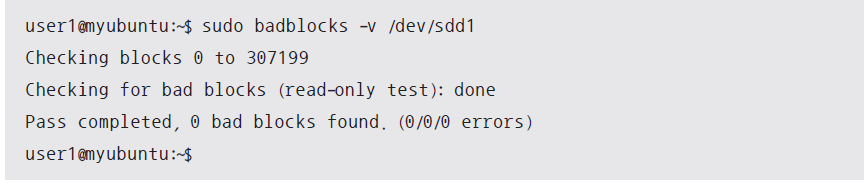 user1@myubuntu:~$ sudo badblocks -v /dev/sdd1
Checking blocks 0 to 307199
Checking for bad blocks (read-only test): done
Pass completed, 0 bad blocks found. (0/0/0 errors)
user1@myubuntu:~$